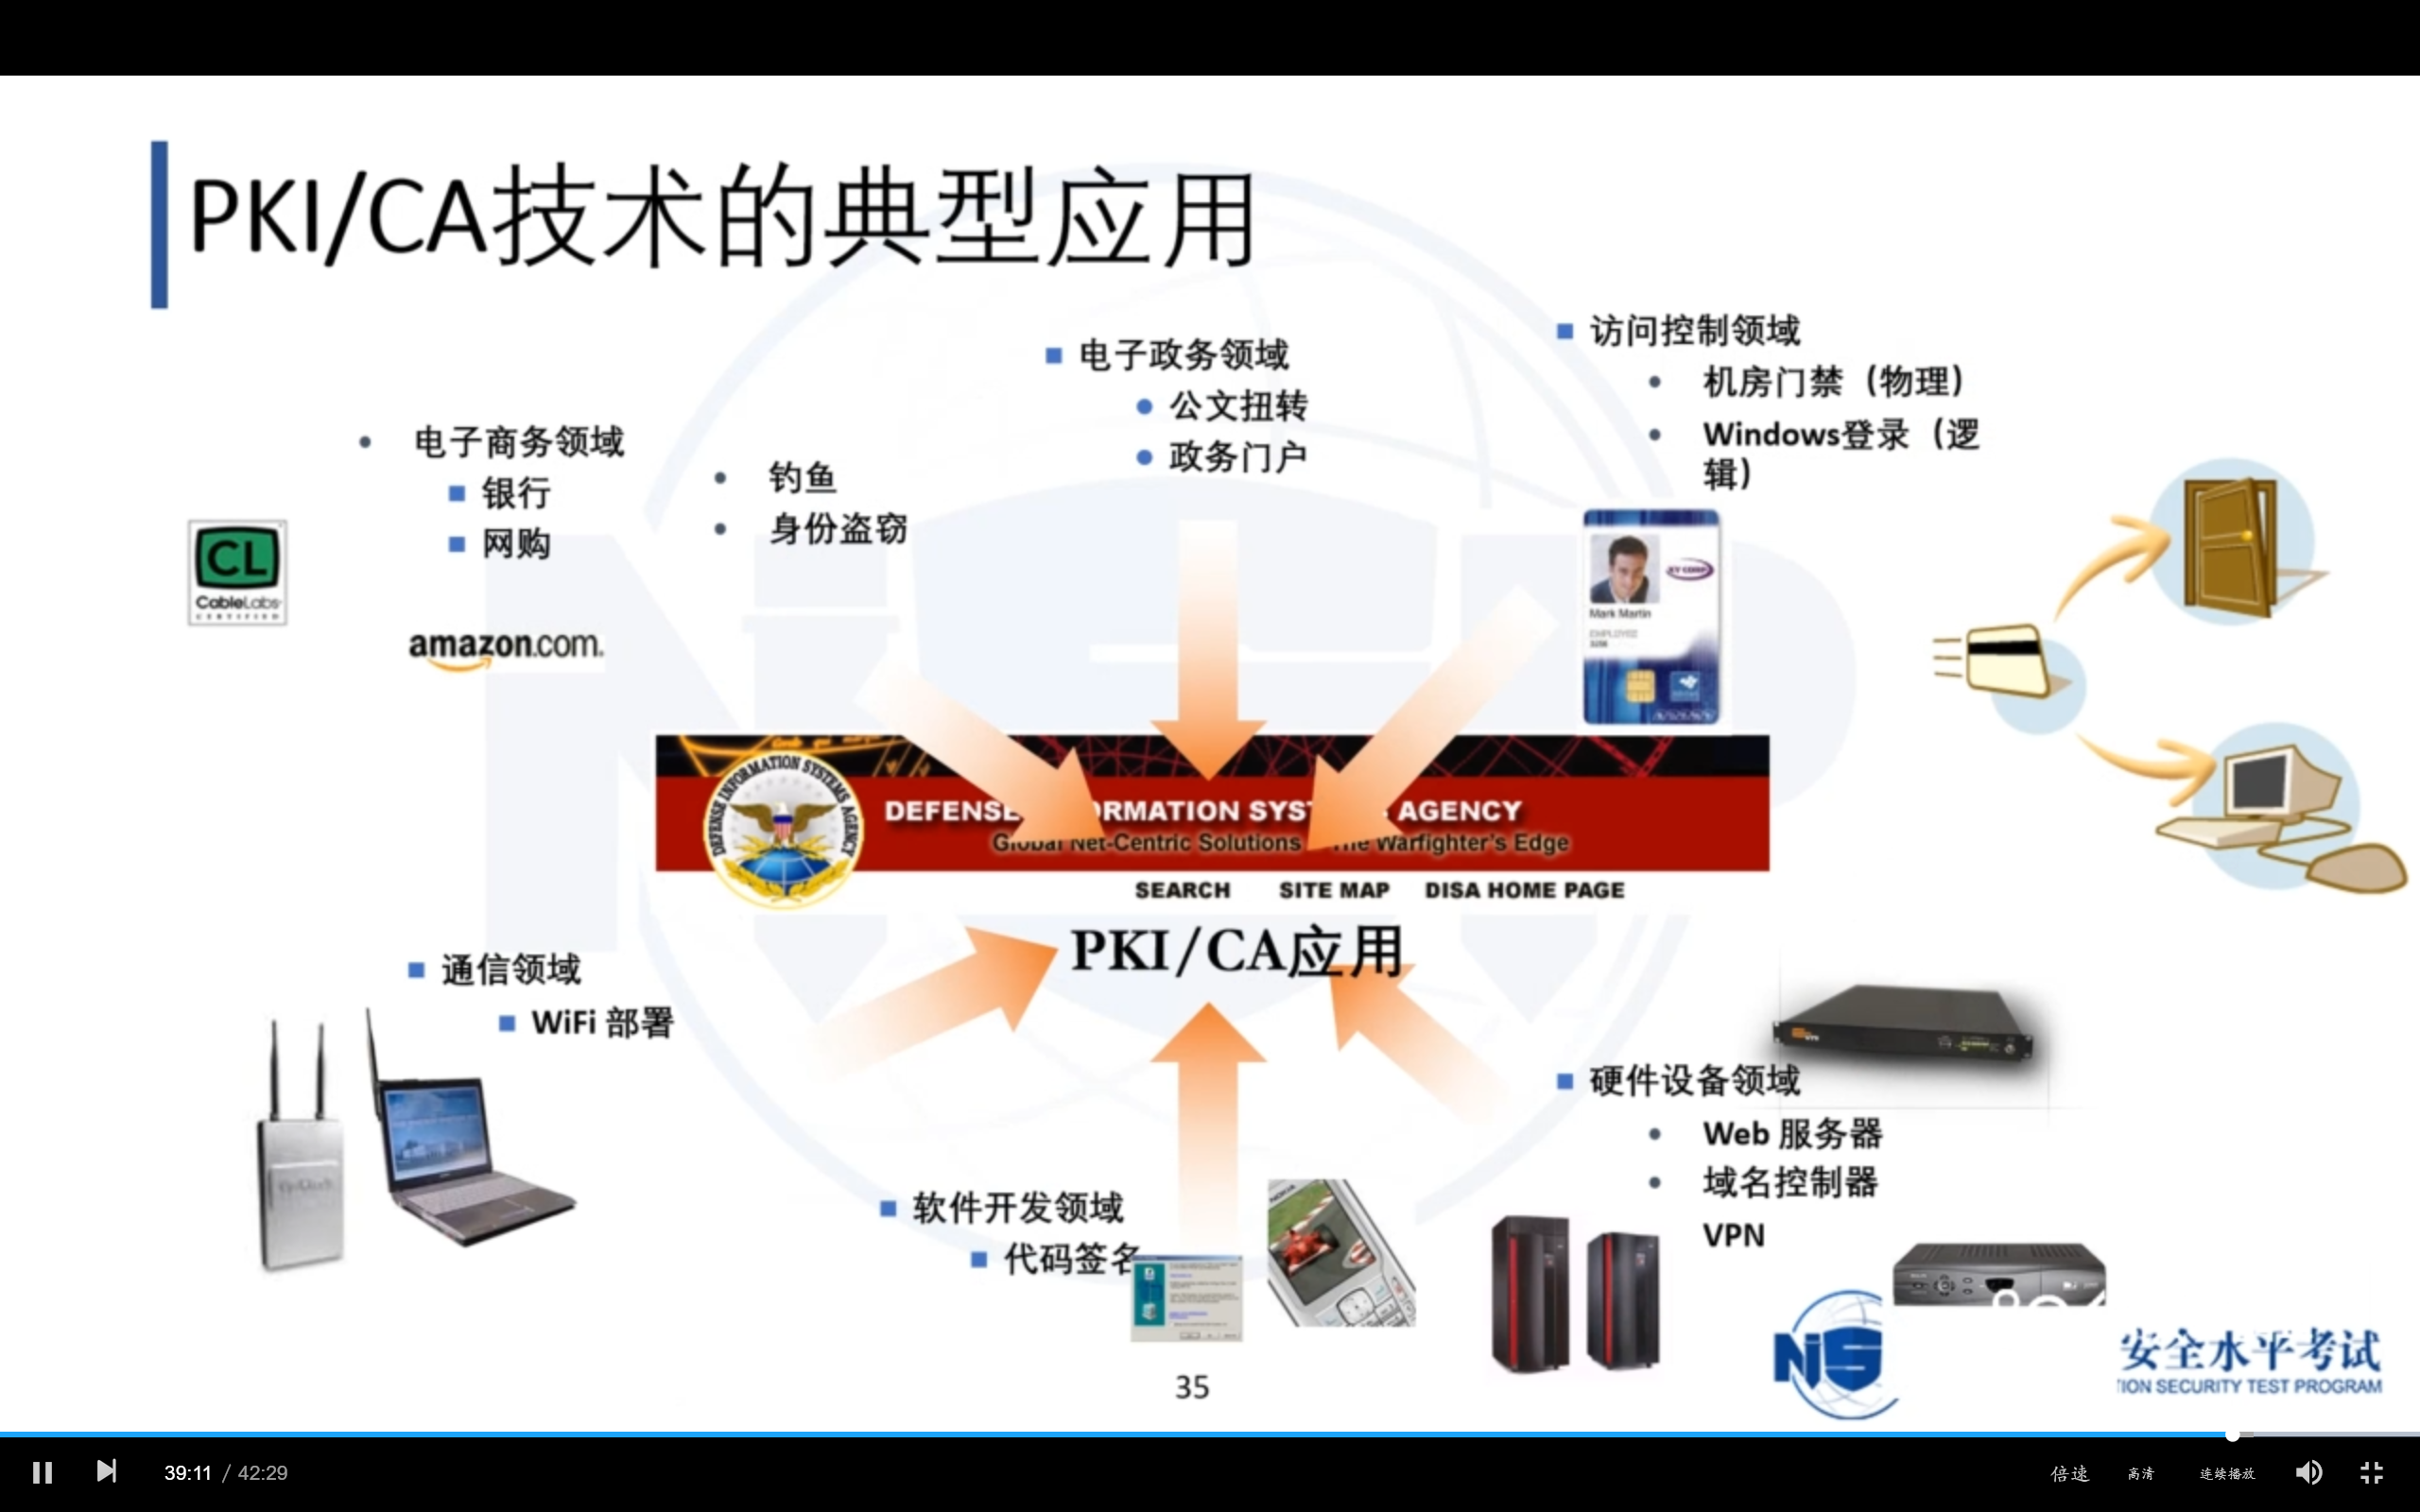 PKI/CA技术的典型应用
访问控制领域
机房门禁（物理）
Windows登录（逻
辑）
电子政务领域
公文扭转
政务门户
电子商务领域
银行
网购
钓鱼
身份盗窃
CL
CableLabs
CERTIFIED
amazon.com.
Mark Martin
EMPLOYEE
DEFENSE INFORMATION SYSTEMS AGENCY
DEFENSE ORMATION SYST AGENCY
Global Net-Centric Solutions The Warfighter's Edge
SEARCH SITE MAP DISA HOME PAGE
PKI/CA应用
通信领域
WiFi 部署
硬件设备领域
Web 服务器
域名控制器
VPN
软件开发领域
代码签名
35
NIS
安全水平考试
TION SECURITY TEST PROGRAM
39:11 / 42:29
倍速 高清 连续播放